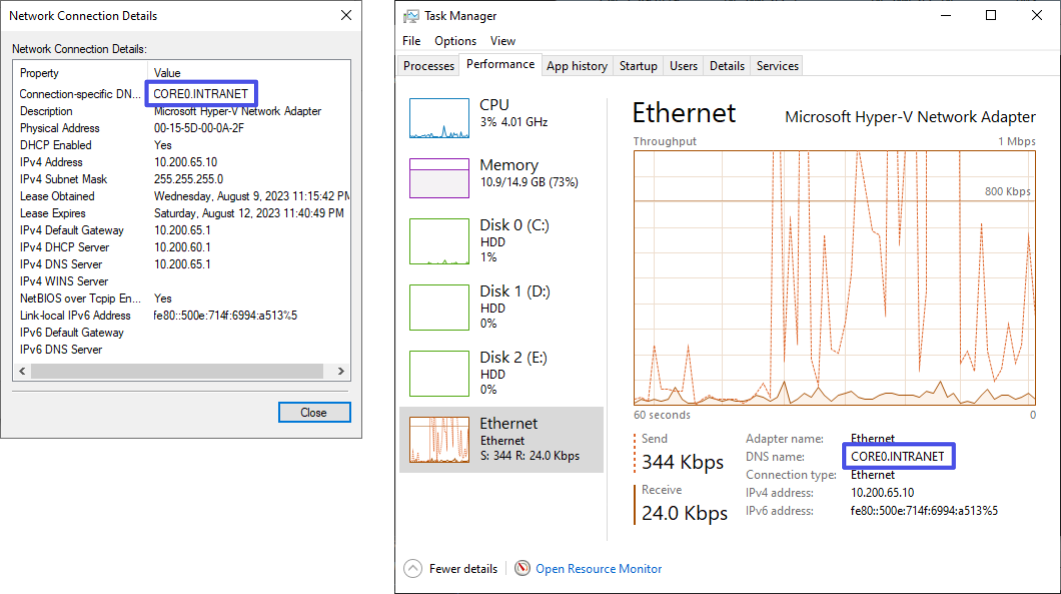 Network Connection Details
Network Connection Details:
Property Value
Connection-specific DN... CORE0.INTRANET
Description Microsoft Hyper-V Network Adapter
Physical Address 00-15-5D-00-0A-2F
DHCP Enabled Yes
IPv4 Address 10.200.65.10
IPv4 Subnet Mask 255.255.255.0
Lease Obtained Wednesday, August 9, 2023 11:15:42 PM
Lease Expires Saturday, August 12, 2023 11:40:49 PM
IPv4 Default Gateway 10.200.65.1
IPv4 DHCP Server 10.200.60.1
IPv4 DNS Server 10.200.65.1
IPv4 WINS Server
NetBIOS over Tcpip En... Yes
Link-local IPv6 Address fe80::500e:714f:6994:a513%5
IPv6 Default Gateway
IPv6 DNS Server
Close
Task Manager
File Options View
Processes Performance App history Startup Users Details Services
CPU
3% 4.01 GHz
Memory
10.9/14.9 GB (73%)
Disk 0 (C:)
HDD
1%
Disk 1 (D:)
HDD
0%
Disk 2 (E:)
HDD
0%
Ethernet
Ethernet
S: 344 R: 24.0 Kbps
Ethernet Microsoft Hyper-V Network Adapter
Throughput 1 Mbps
800 Kbps
60 seconds 0
Send
344 Kbps
Receive
24.0 Kbps
Adapter name: Ethernet
DNS name: CORE0.INTRANET
Connection type: Ethernet
IPv4 address: 10.200.65.10
IPv6 address: fe80::500e:714f:6994:a513%5
Fewer details Open Resource Monitor